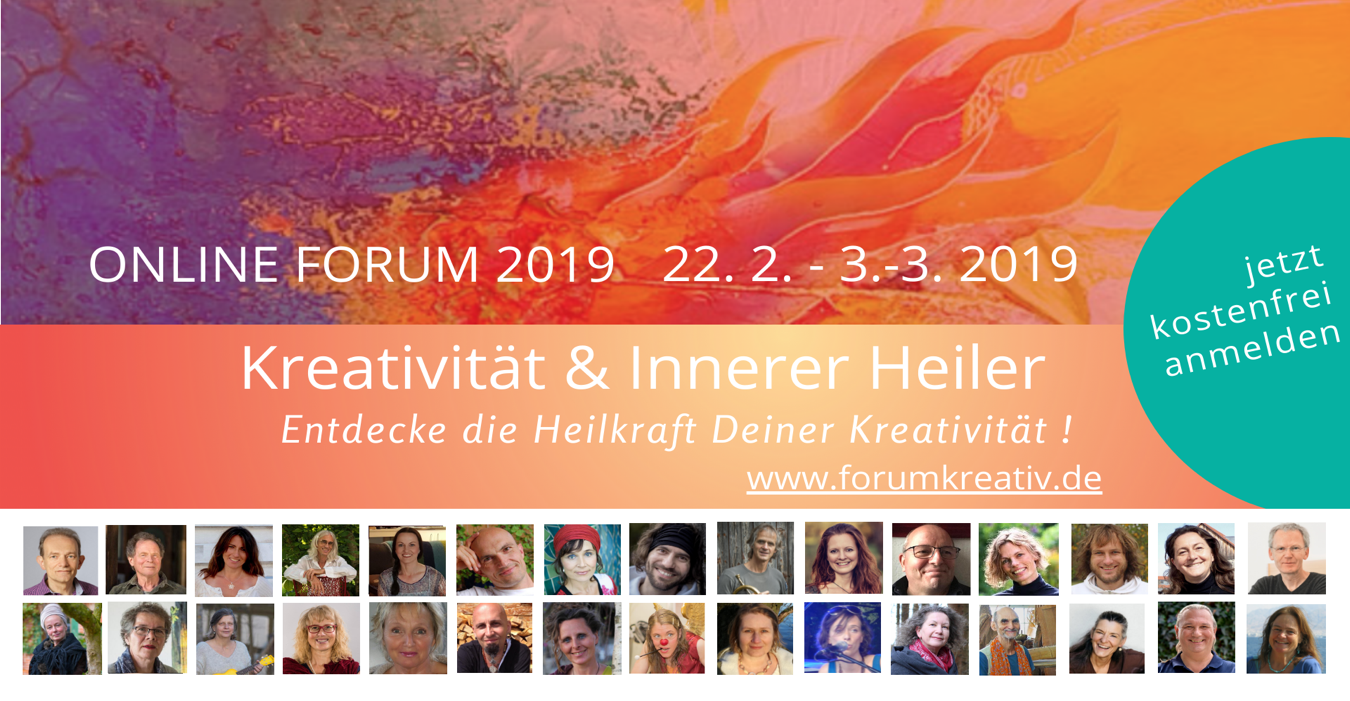 ONLINE FORUM 2019 22. 2. - 3.-3. 2019
jetzt
kostenfrei
anmelden
Kreativität & Innerer Heiler
Entdecke die Heilkraft Deiner Kreativität !
www.forumkreativ.de